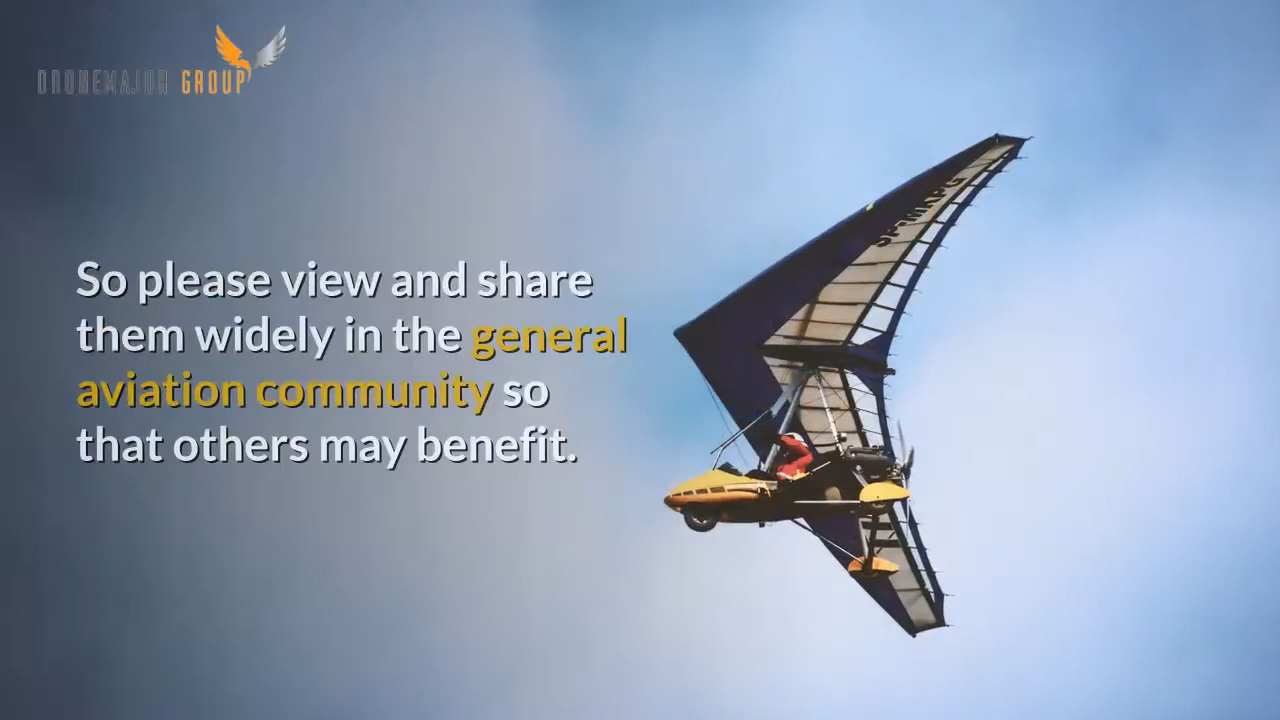 DRONEMAJOR GROUP
So please view and share
them widely in the general
aviation community so
that others may benefit.